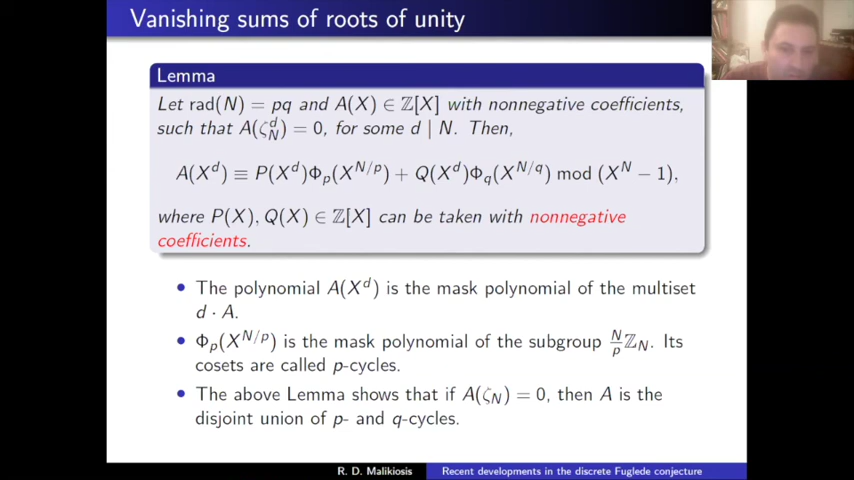 Vanishing sums of roots of unity
Lemma
Let rad(N) = pq and A(X) ∈ ℤ[X] with nonnegative coefficients,
such that A(ζ_N^d) = 0, for some d | N. Then,
A(X^d) ≡ P(X^d)Φ_p(X^{N/p}) + Q(X^d)Φ_q(X^{N/q}) mod (X^N − 1),
where P(X), Q(X) ∈ ℤ[X] can be taken with nonnegative
coefficients.
• The polynomial A(X^d) is the mask polynomial of the multiset
d · A.
• Φ_p(X^{N/p}) is the mask polynomial of the subgroup N/p ℤ_N. Its
cosets are called p-cycles.
• The above Lemma shows that if A(ζ_N) = 0, then A is the
disjoint union of p- and q-cycles.
R. D. Malikiosis Recent developments in the discrete Fuglede conjecture